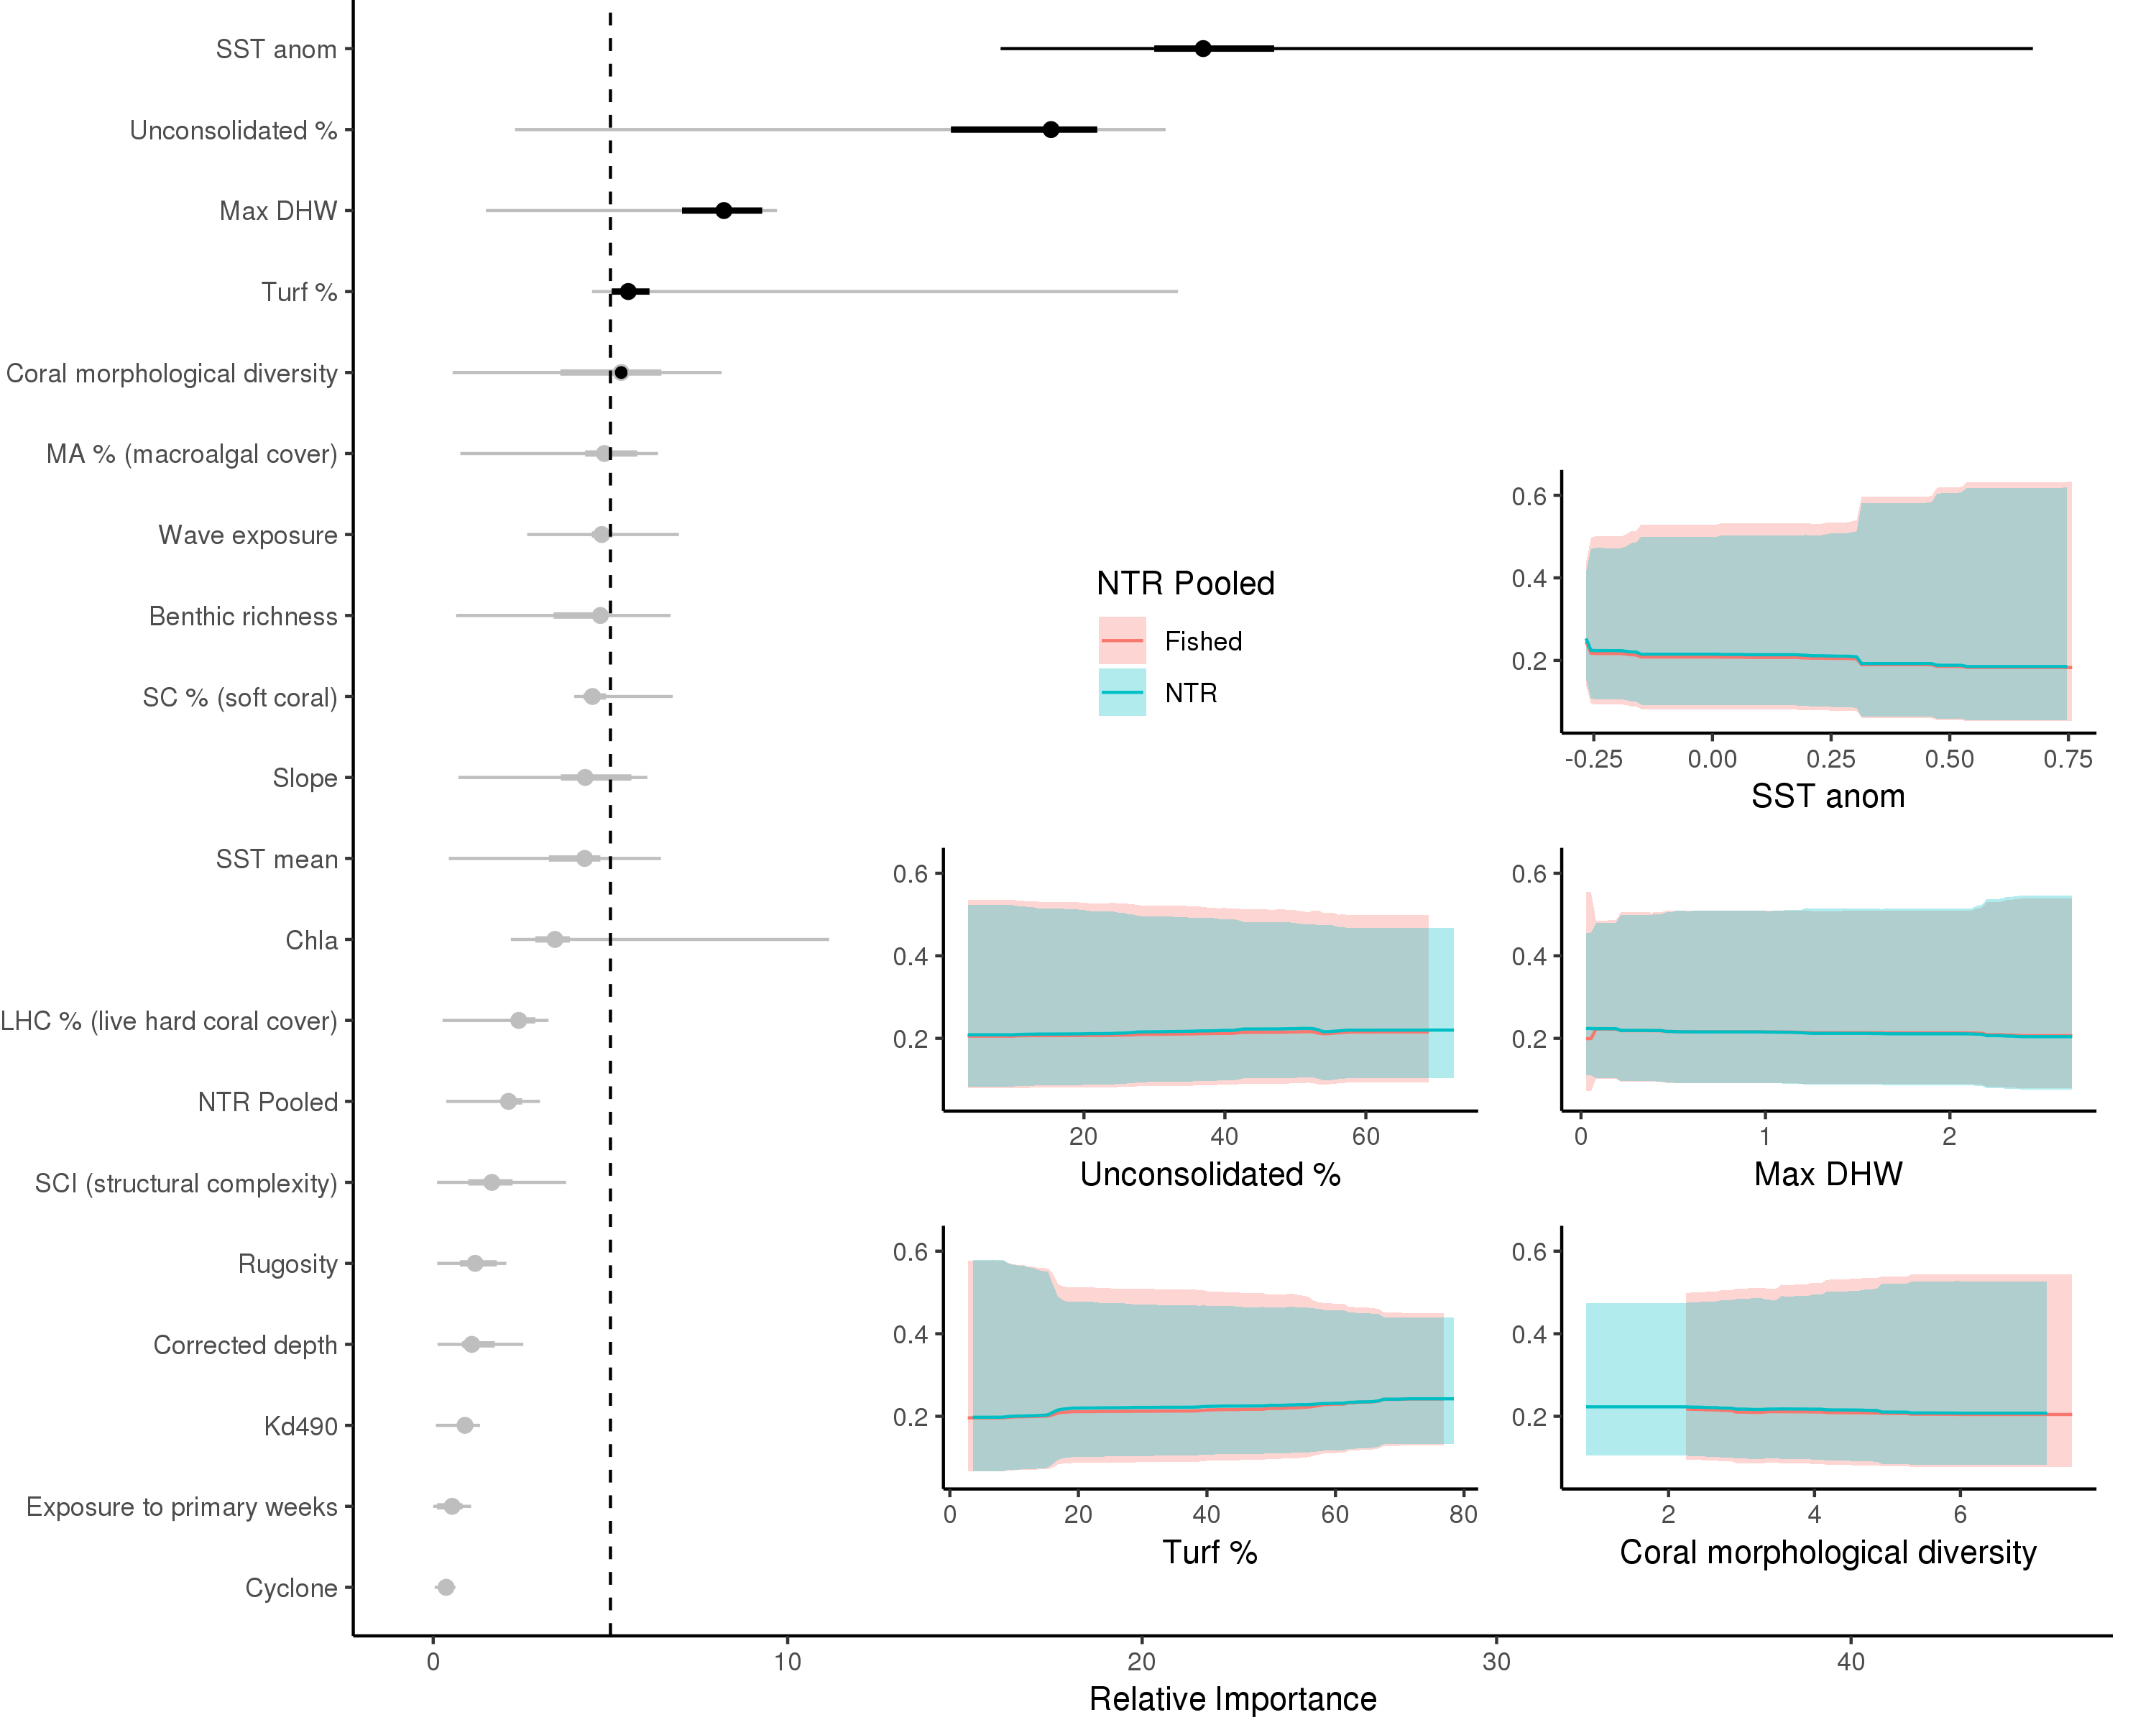 SST anom
Unconsolidated %
Max DHW
Turf %
Coral morphological diversity
MA % (macroalgal cover)
Wave exposure
Benthic richness
SC % (soft coral)
Slope
SST mean
Chla
LHC % (live hard coral cover)
NTR Pooled
SCI (structural complexity)
Rugosity
Corrected depth
Kd490
Exposure to primary weeks
Cyclone
0 10 20 30 40
Relative Importance
NTR Pooled
Fished
NTR
0.6
0.4
0.2
-0.25 0.00 0.25 0.50 0.75
SST anom
0.6
0.4
0.2
20 40 60
Unconsolidated %
0.6
0.4
0.2
0 1 2
Max DHW
0.6
0.4
0.2
0 20 40 60 80
Turf %
0.6
0.4
0.2
2 4 6
Coral morphological diversity